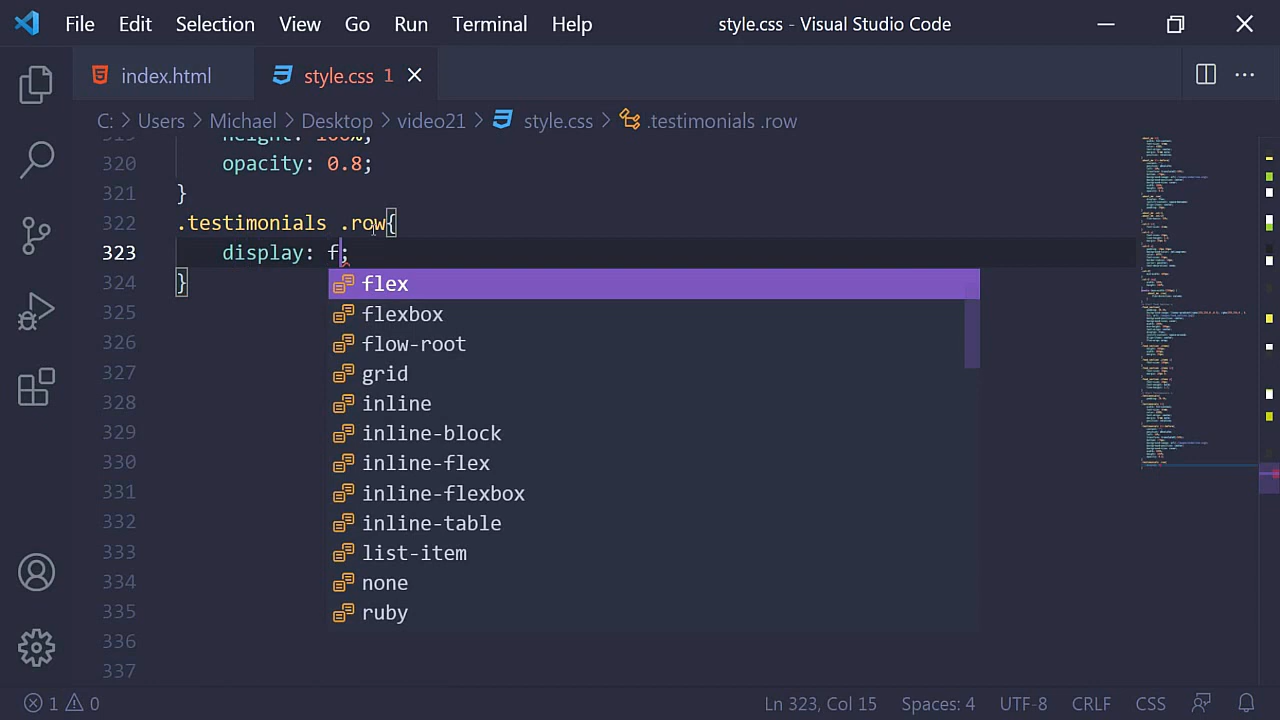 File Edit Selection View Go Run Terminal Help style.css - Visual Studio Code
index.html style.css 1
C: > Users > Michael > Desktop > video21 > style.css > .testimonials .row
319 height: 100%;
320 opacity: 0.8;
321 }
322 .testimonials .row{
323 display: f;
324 }
325 flex
326 flexbox
flow-root
327 grid
328 inline
329 inline-block
330 inline-flex
331 inline-flexbox
332 inline-table
333 list-item
334 none
335 ruby
336
337
1 0 Ln 323, Col 15 Spaces: 4 UTF-8 CRLF CSS